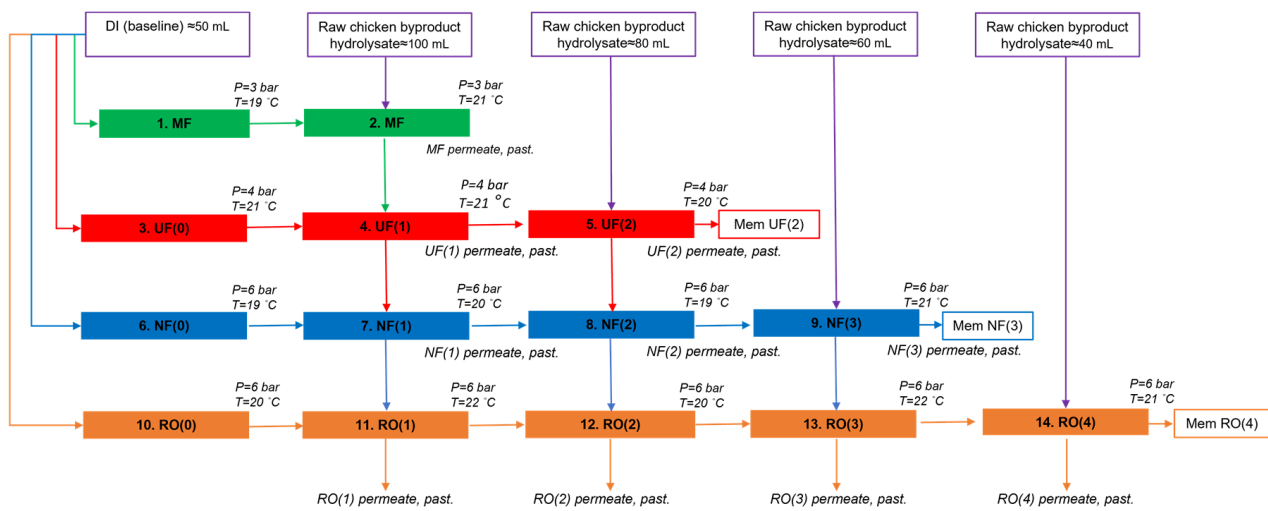 DI (baseline) ≈50 mL
Raw chicken byproduct
hydrolysate≈100 mL
Raw chicken byproduct
hydrolysate≈80 mL
Raw chicken byproduct
hydrolysate≈60 mL
Raw chicken byproduct
hydrolysate≈40 mL
P=3 bar
T=19 ˚C
P=3 bar
T=21 ˚C
1. MF
2. MF
MF permeate, past.
P=4 bar
T=21 ˚C
P=4 bar
T=21 °C
P=4 bar
T=20 ˚C
3. UF(0)
4. UF(1)
5. UF(2)
Mem UF(2)
UF(1) permeate, past.
UF(2) permeate, past.
P=6 bar
T=19 ˚C
P=6 bar
T=20 ˚C
P=6 bar
T=19 ˚C
P=6 bar
T=21 ˚C
6. NF(0)
7. NF(1)
8. NF(2)
9. NF(3)
Mem NF(3)
NF(1) permeate, past.
NF(2) permeate, past.
NF(3) permeate, past.
P=6 bar
T=20 ˚C
P=6 bar
T=22 ˚C
P=6 bar
T=20 ˚C
P=6 bar
T=22 ˚C
P=6 bar
T=21 ˚C
10. RO(0)
11. RO(1)
12. RO(2)
13. RO(3)
14. RO(4)
Mem RO(4)
RO(1) permeate, past.
RO(2) permeate, past.
RO(3) permeate, past.
RO(4) permeate, past.